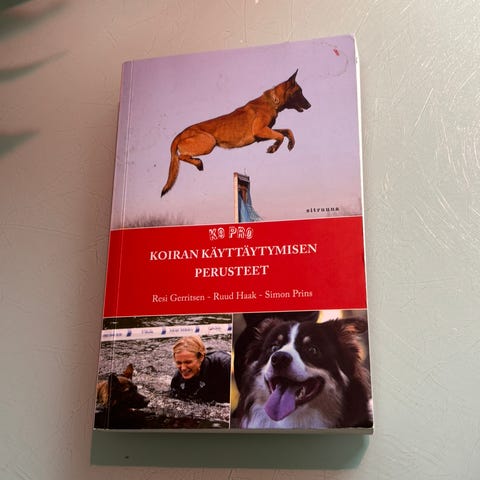 sitruuna
K9 PRO
KOIRAN KÄYTTÄYTYMISEN
PERUSTEET
Resi Gerritsen - Ruud Haak - Simon Prins